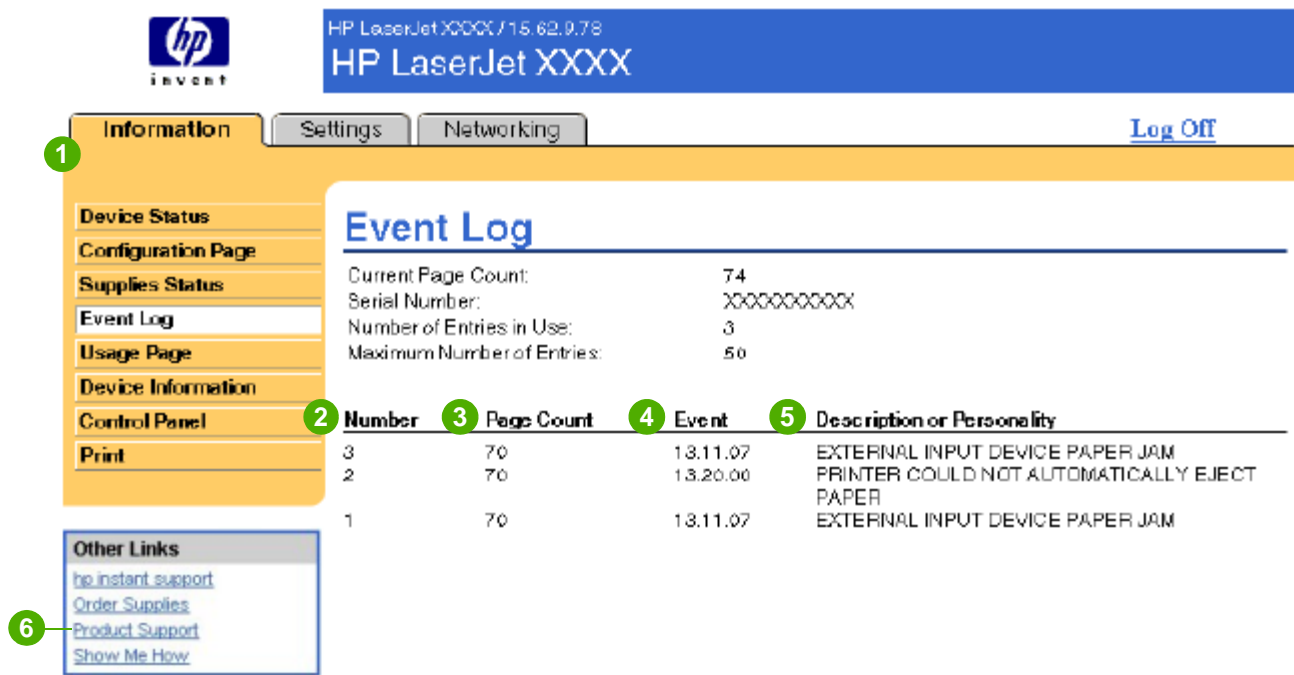 hp
invent
HP LaserJet XXXX / 15.62.9.78
HP LaserJet XXXX
Information
Settings
Networking
Log Off
1
Device Status
Configuration Page
Supplies Status
Event Log
Usage Page
Device Information
Control Panel
Print
Event Log
Current Page Count: 74
Serial Number: XXXXXXXXXX
Number of Entries in Use: 3
Maximum Number of Entries: 50
2 Number 3 Page Count 4 Event 5 Description or Personality
3 70 13.11.07 EXTERNAL INPUT DEVICE PAPER JAM
2 70 13.20.00 PRINTER COULD NOT AUTOMATICALLY EJECT
PAPER
1 70 13.11.07 EXTERNAL INPUT DEVICE PAPER JAM
Other Links
hp instant support
Order Supplies
6 Product Support
Show Me How